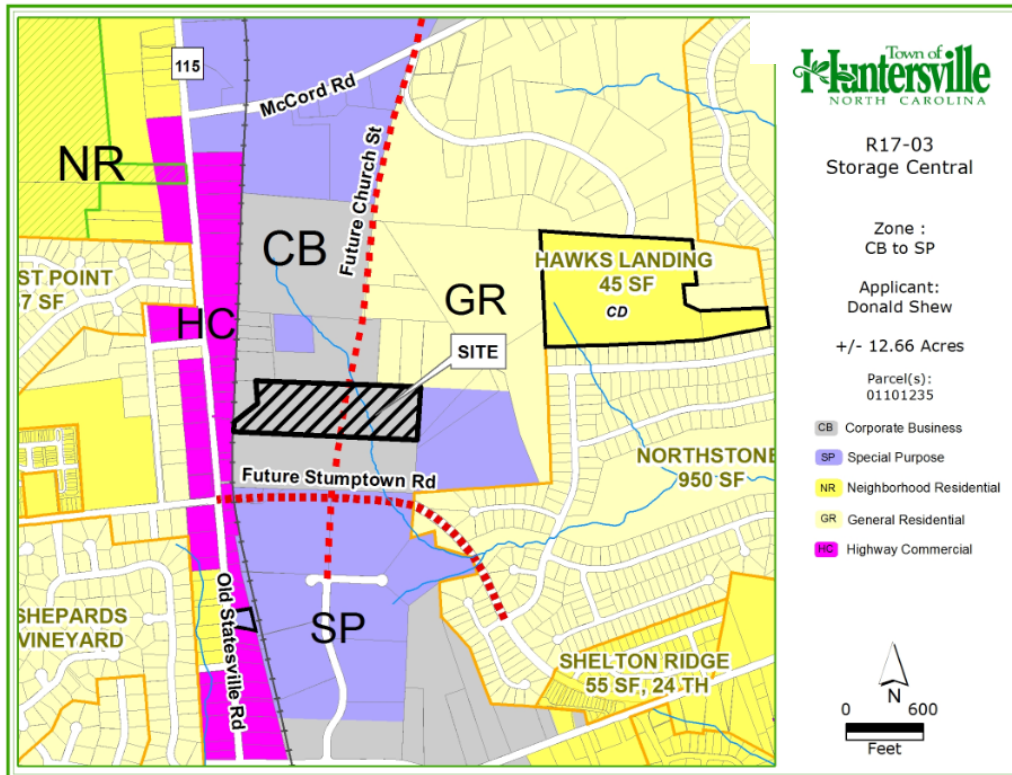 115
McCord Rd
NR
Future Church St
CB
HAWKS LANDING
45 SF
CD
ST POINT
7 SF
GR
HC
SITE
Future Stumptown Rd
NORTHSTONE
950 SF
Old Statesville Rd
SHEPARDS
VINEYARD
SP
SHELTON RIDGE
55 SF, 24 TH
Town of
Huntersville
NORTH CAROLINA
R17-03
Storage Central
Zone :
CB to SP
Applicant:
Donald Shew
+/- 12.66 Acres
Parcel(s):
01101235
CB Corporate Business
SP Special Purpose
NR Neighborhood Residential
GR General Residential
HC Highway Commercial
N
0 600
Feet